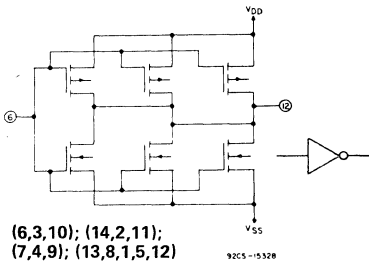 VDD
6
12
VSS
(6,3,10); (14,2,11);
(7,4,9); (13,8,1,5,12)
92CS-15328